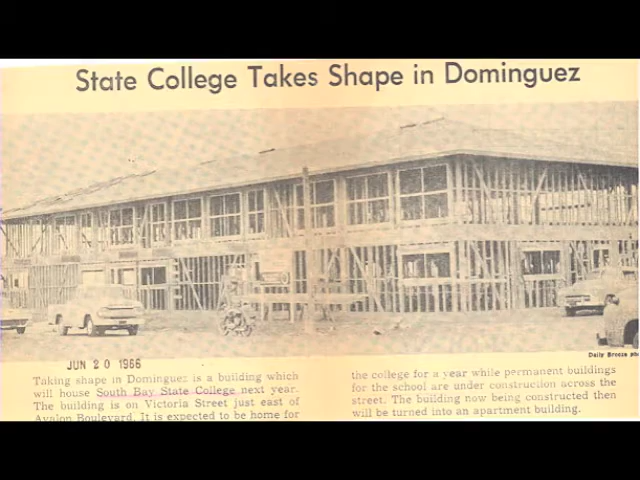 State College Takes Shape in Dominguez
Daily Breeze
JUN 20 1966
Taking shape in Dominguez is a building which
will house South Bay State College next year.
The building is on Victoria Street just east of
Avalon Boulevard. It is expected to be home for
the college for a year while permanent buildings
for the school are under construction across the
street. The building now being constructed then
will be turned into an apartment building.